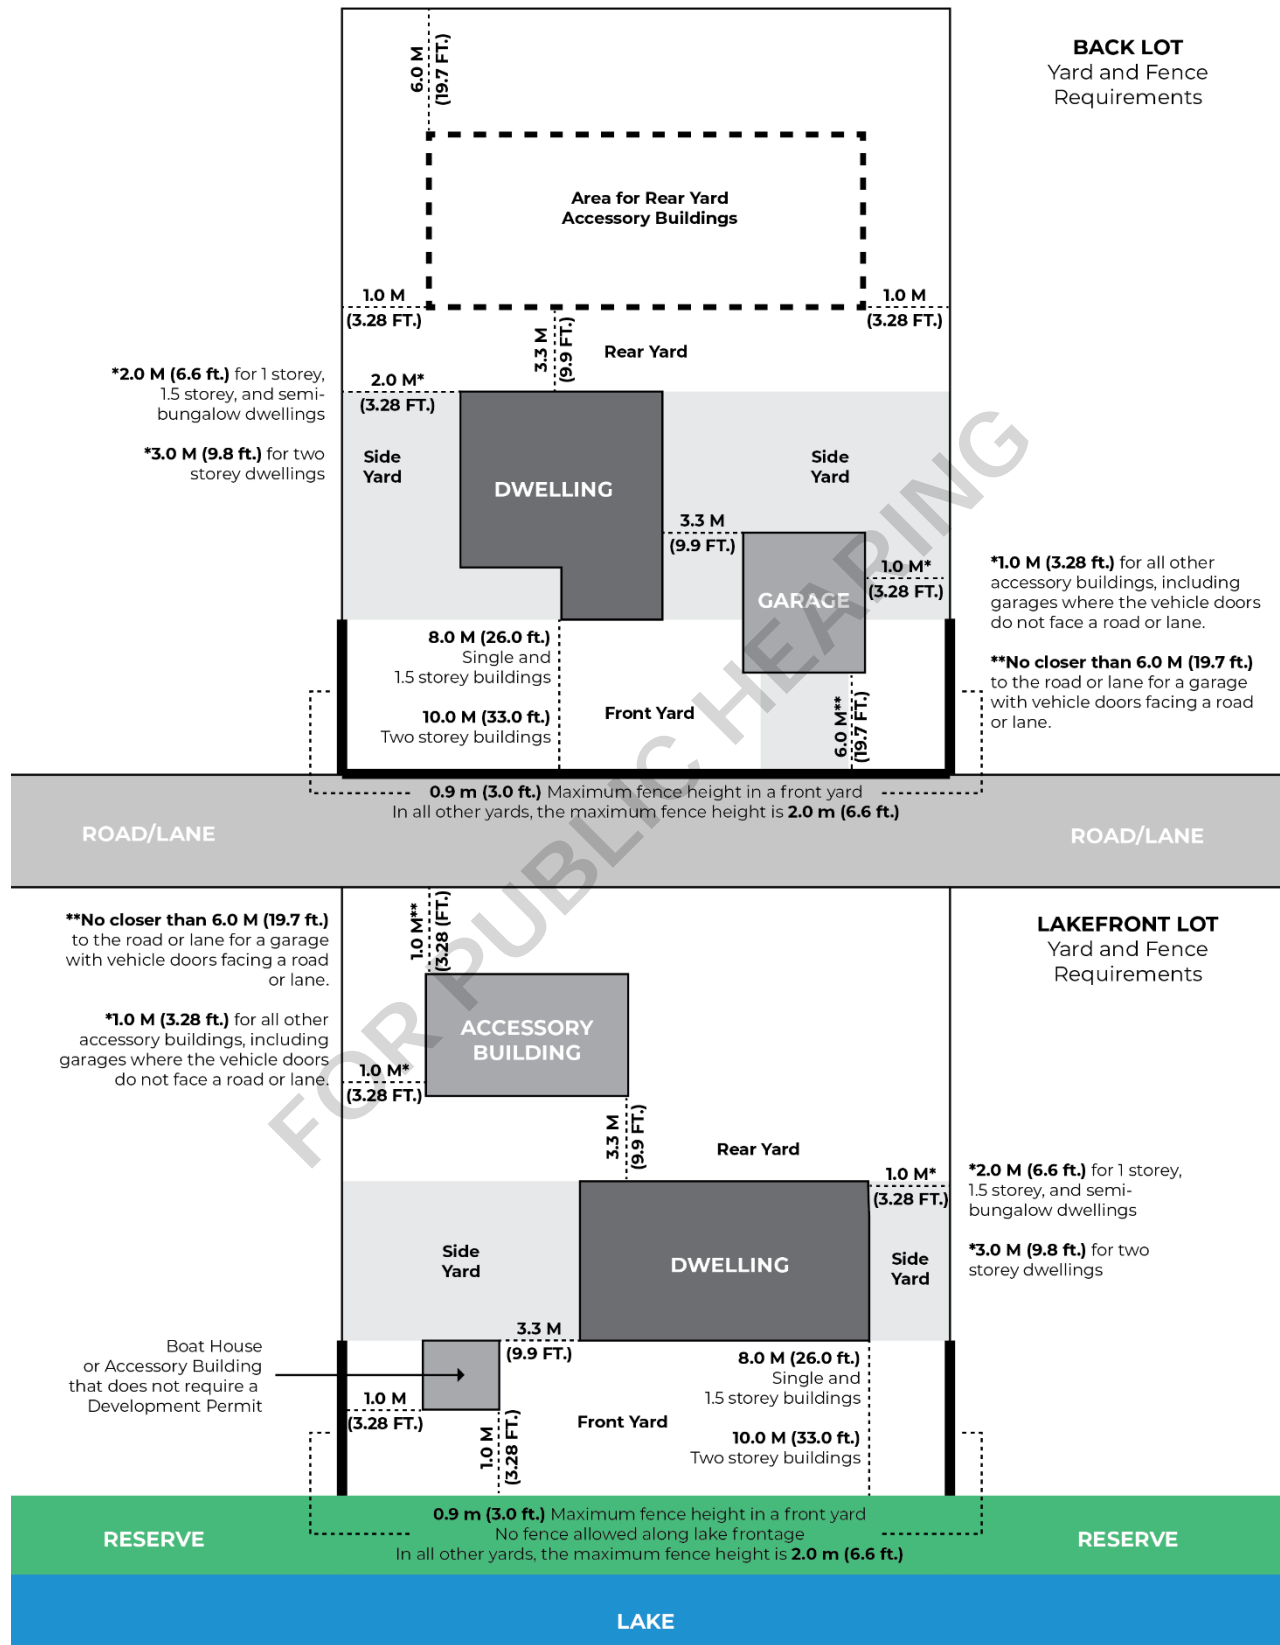 BACK LOT
Yard and Fence
Requirements
6.0 M
(19.7 FT.)
Area for Rear Yard
Accessory Buildings
1.0 M
(3.28 FT.)
1.0 M
(3.28 FT.)
3.3 M
(9.9 FT.)
Rear Yard
*2.0 M (6.6 ft.) for 1 storey,
1.5 storey, and semi-
bungalow dwellings
*3.0 M (9.8 ft.) for two
storey dwellings
2.0 M*
(3.28 FT.)
Side
Yard
DWELLING
Side
Yard
3.3 M
(9.9 FT.)
GARAGE
1.0 M*
(3.28 FT.)
*1.0 M (3.28 ft.) for all other
accessory buildings, including
garages where the vehicle doors
do not face a road or lane.
**No closer than 6.0 M (19.7 ft.)
to the road or lane for a garage
with vehicle doors facing a road
or lane.
8.0 M (26.0 ft.)
Single and
1.5 storey buildings
10.0 M (33.0 ft.)
Two storey buildings
Front Yard
6.0 M**
(19.7 FT.)
0.9 m (3.0 ft.) Maximum fence height in a front yard
In all other yards, the maximum fence height is 2.0 m (6.6 ft.)
ROAD/LANE
ROAD/LANE
FOR PUBLIC HEARING
**No closer than 6.0 M (19.7 ft.)
to the road or lane for a garage
with vehicle doors facing a road
or lane.
*1.0 M (3.28 ft.) for all other
accessory buildings, including
garages where the vehicle doors
do not face a road or lane.
1.0 M**
(3.28 (FT.)
LAKEFRONT LOT
Yard and Fence
Requirements
ACCESSORY
BUILDING
1.0 M*
(3.28 FT.)
3.3 M
(9.9 FT.)
Rear Yard
1.0 M*
(3.28 FT.)
*2.0 M (6.6 ft.) for 1 storey,
1.5 storey, and semi-
bungalow dwellings
*3.0 M (9.8 ft.) for two
storey dwellings
Side
Yard
DWELLING
Side
Yard
3.3 M
(9.9 FT.)
Boat House
or Accessory Building
that does not require a
Development Permit
1.0 M
(3.28 FT.)
1.0 M
(3.28 FT.)
Front Yard
8.0 M (26.0 ft.)
Single and
1.5 storey buildings
10.0 M (33.0 ft.)
Two storey buildings
0.9 m (3.0 ft.) Maximum fence height in a front yard
No fence allowed along lake frontage
In all other yards, the maximum fence height is 2.0 m (6.6 ft.)
RESERVE
RESERVE
LAKE